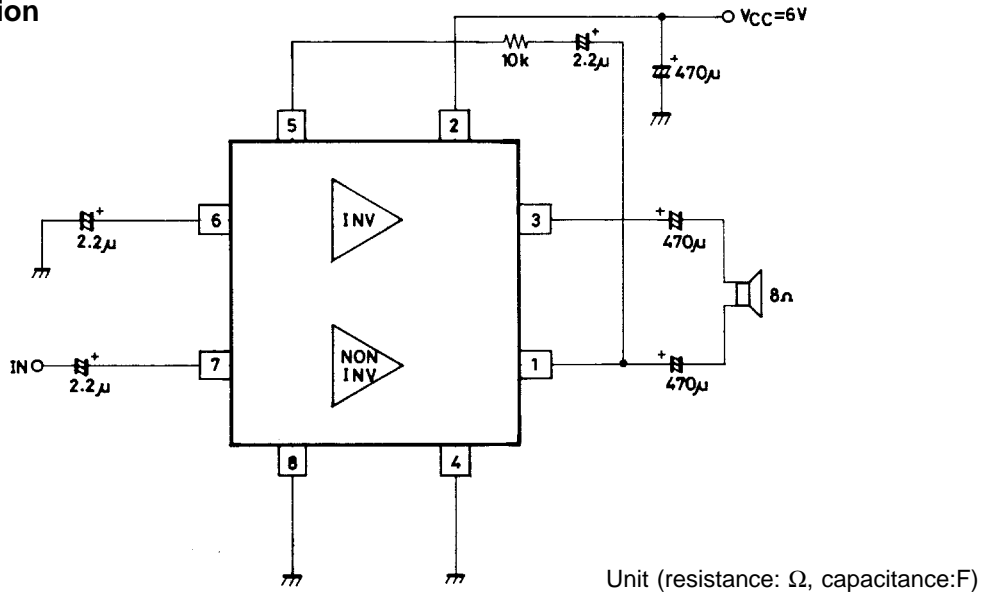 ion
VCC=6V
10k
2.2μ
470μ
5
2
6
INV
3
2.2μ
470μ
8Ω
IN
7
NON
INV
1
2.2μ
470μ
8
4
Unit (resistance: Ω, capacitance:F)